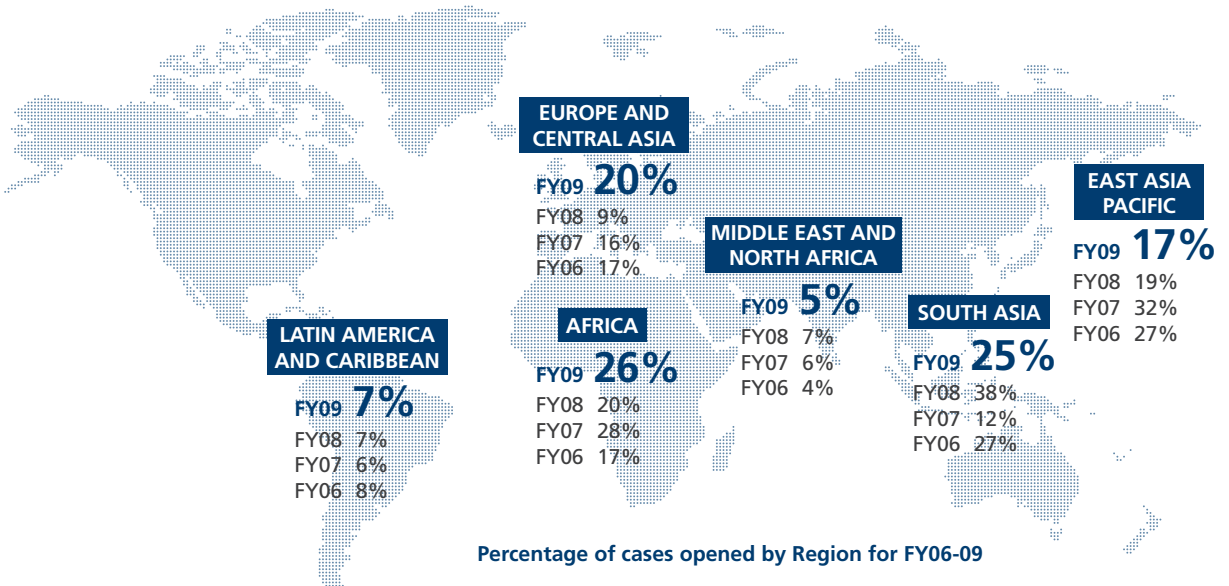 EUROPE AND
CENTRAL ASIA
FY09 20%
FY08 9%
FY07 16%
FY06 17%
EAST ASIA
PACIFIC
FY09 17%
FY08 19%
FY07 32%
FY06 27%
MIDDLE EAST AND
NORTH AFRICA
FY09 5%
FY08 7%
FY07 6%
FY06 4%
SOUTH ASIA
FY09 25%
FY08 38%
FY07 12%
FY06 27%
AFRICA
FY09 26%
FY08 20%
FY07 28%
FY06 17%
LATIN AMERICA
AND CARIBBEAN
FY09 7%
FY08 7%
FY07 6%
FY06 8%
Percentage of cases opened by Region for FY06-09